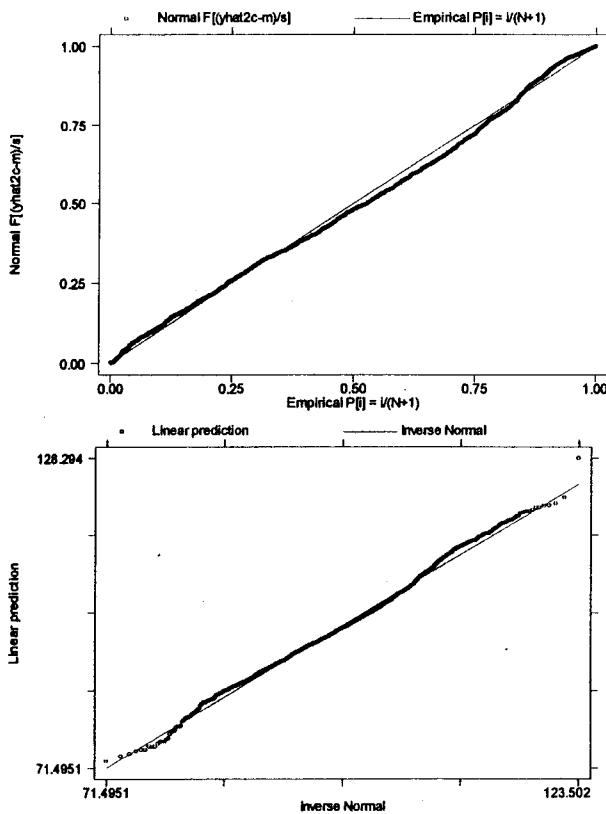 Normal F[(yhat2c-m)/s] Empirical P[i] = i/(N+1)
1.00
0.75
0.50
0.25
0.00
Normal F[(yhat2c-m)/s]
0.00 0.25 0.50 0.75 1.00
Empirical P[i] = i/(N+1)
Linear prediction Inverse Normal
128.294
Linear prediction
71.4951
71.4951 123.502
Inverse Normal